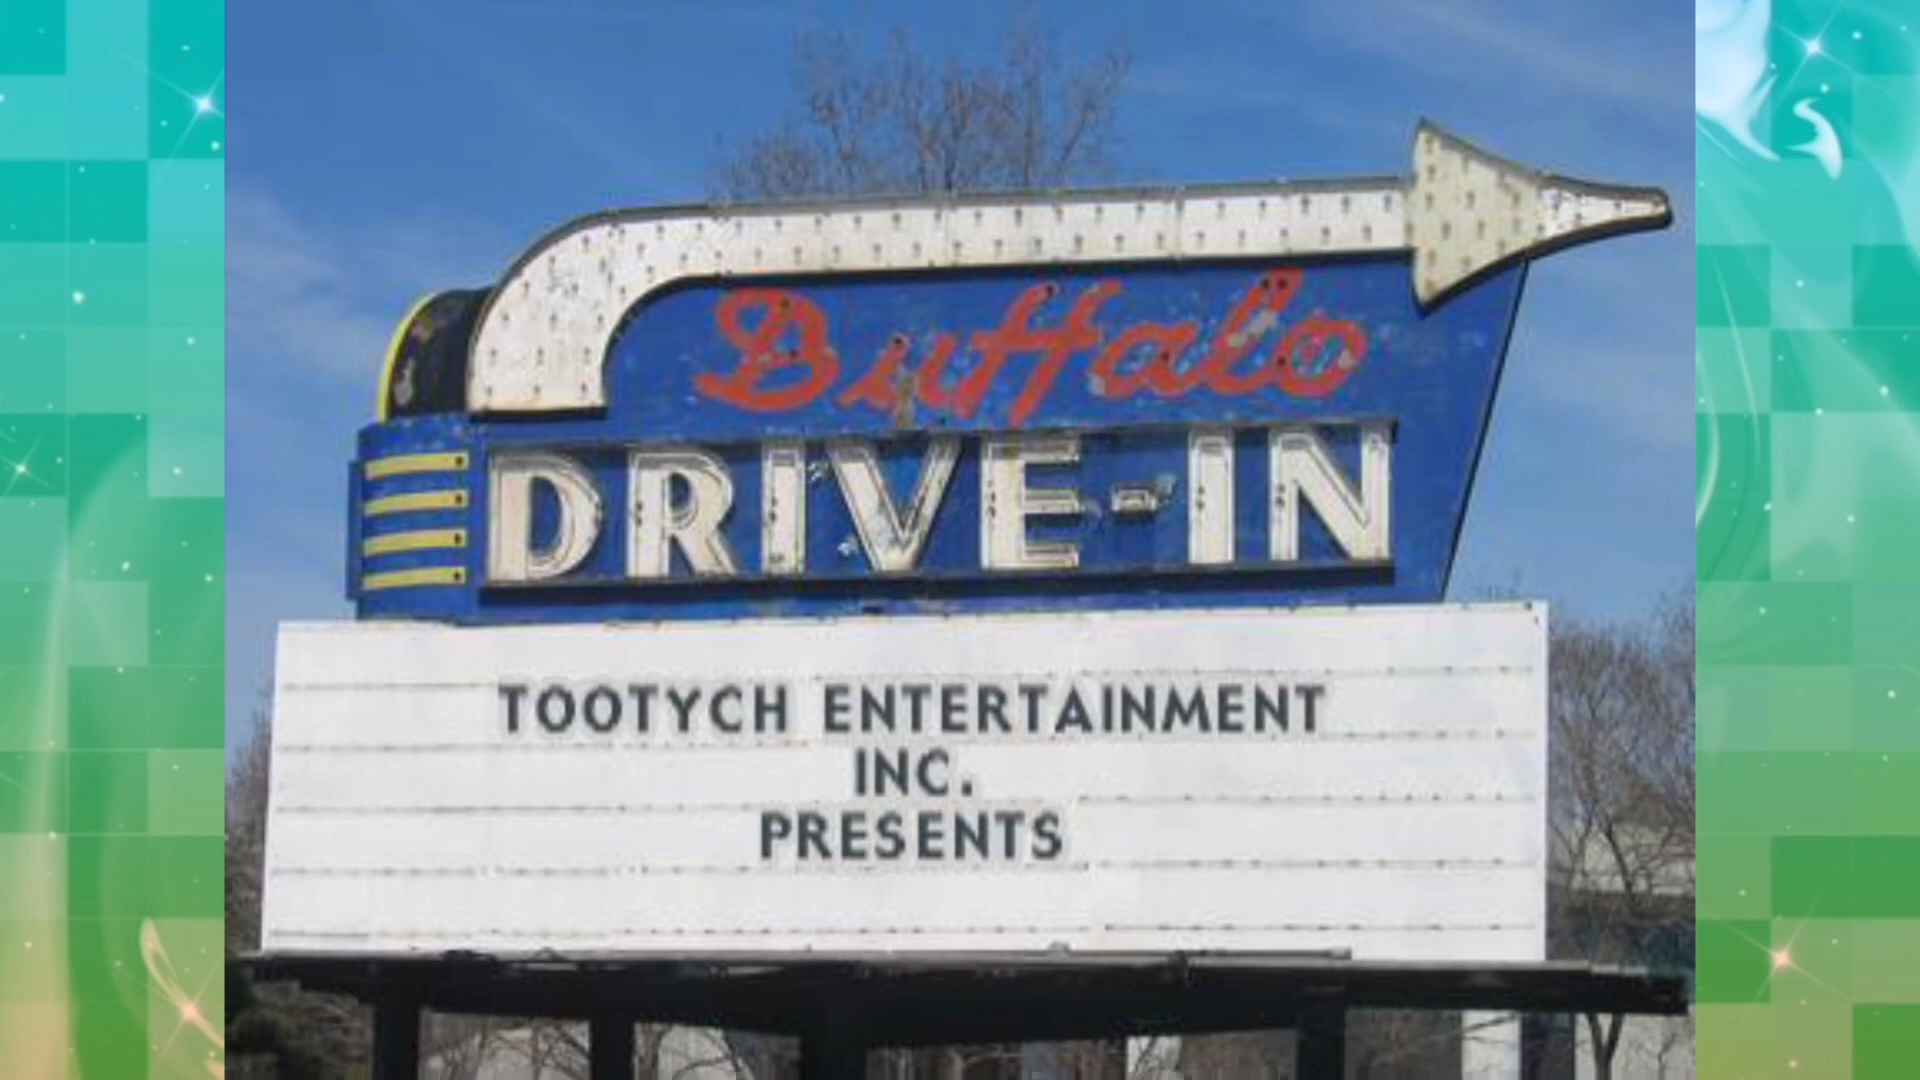 Buffalo
DRIVE-IN
TOOTYCH ENTERTAINMENT
INC.
PRESENTS